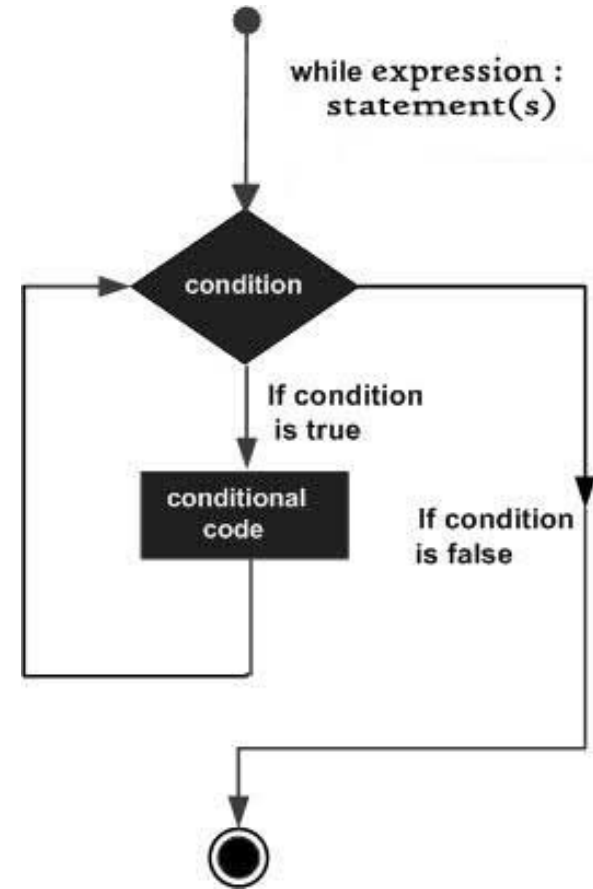 while expression :
statement(s)
condition
If condition
is true
conditional
code
If condition
is false